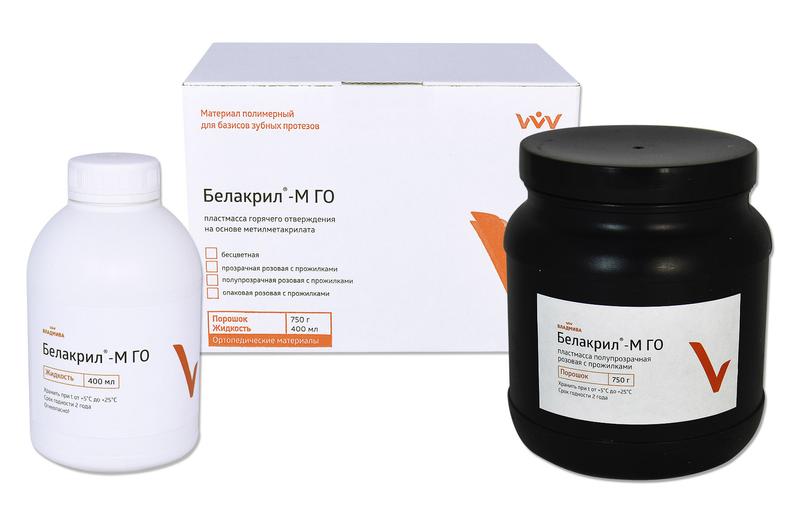 Материал полимерный
для базисов зубных протезов
Белакрил®-М ГО
пластмасса горячего отверждения
на основе метилметакрилата
бесцветная
прозрачная розовая с прожилками
полупрозрачная розовая с прожилками
опаковая розовая с прожилками
Порошок 750 г
Жидкость 400 мл
Ортопедические материалы
ВЛАДМИВА
Белакрил®-М ГО
Жидкость 400 мл
Хранить при t от +5°C до +25°C
Срок годности 2 года
Огнеопасно!
ВЛАДМИВА
Белакрил®-М ГО
пластмасса полупрозрачная
розовая с прожилками
Порошок 750 г
Хранить при t от +5°C до +25°C
Срок годности 2 года